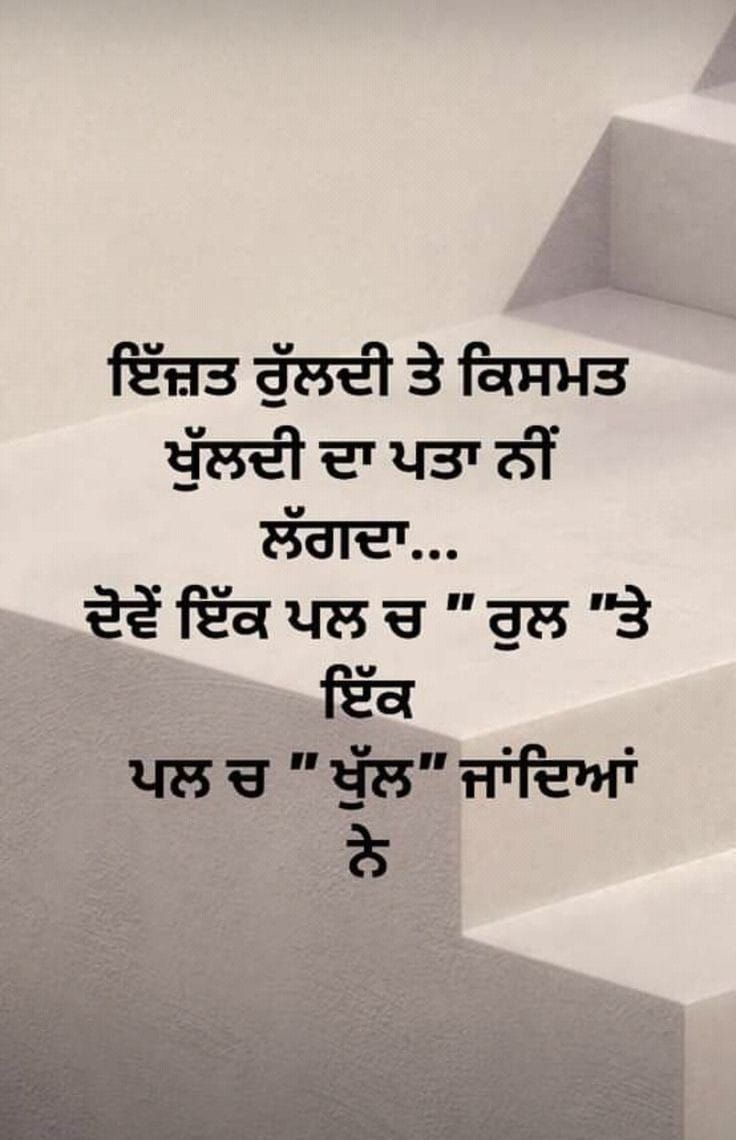 ਇੱਜ਼ਤ ਰੁੱਲਦੀ ਤੇ ਕਿਸਮਤ
ਖੁੱਲਦੀ ਦਾ ਪਤਾ ਨੀਂ
ਲੱਗਦਾ...
ਦੋਵੇਂ ਇੱਕ ਪਲ ਚ " ਰੁਲ "ਤੇ
ਇੱਕ
ਪਲ ਚ " ਖੁੱਲ" ਜਾਂਦਿਆਂ
ਨੇ